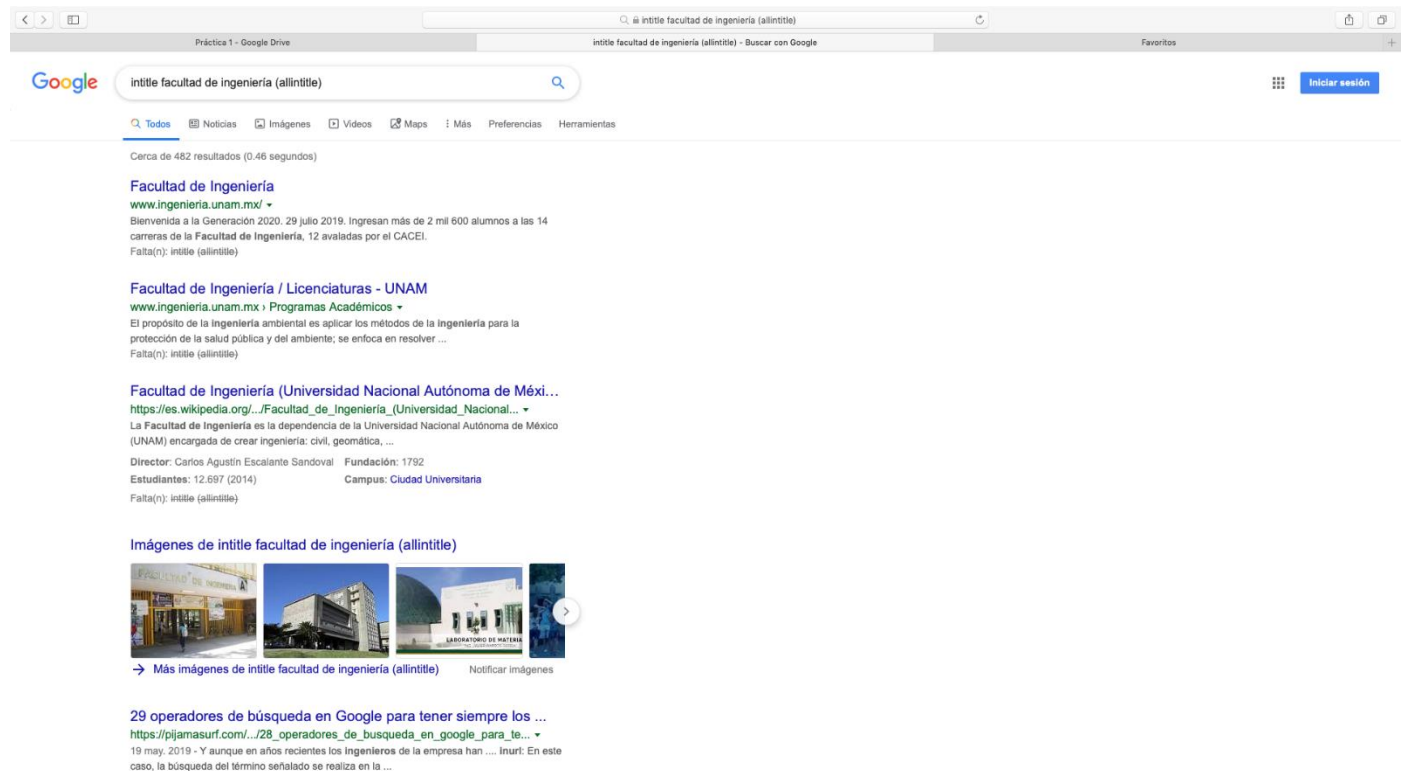 intitle facultad de ingeniería (allintitle)
Práctica 1 - Google Drive
intitle facultad de ingeniería (allintitle) - Buscar con Google
Favoritos
Google
intitle facultad de ingeniería (allintitle)
Iniciar sesión
Todos Noticias Imágenes Videos Maps Más Preferencias Herramientas
Cerca de 482 resultados (0.46 segundos)
Facultad de Ingeniería
www.ingenieria.unam.mx/
Bienvenida a la Generación 2020. 29 julio 2019. Ingresan más de 2 mil 600 alumnos a las 14
carreras de la Facultad de Ingeniería, 12 avaladas por el CACEI.
Falta(n): intitle (allintitle)
Facultad de Ingeniería / Licenciaturas - UNAM
www.ingenieria.unam.mx › Programas Académicos
El propósito de la ingeniería ambiental es aplicar los métodos de la ingeniería para la
protección de la salud pública y del ambiente; se enfoca en resolver ...
Falta(n): intitle (allintitle)
Facultad de Ingeniería (Universidad Nacional Autónoma de Méxi...
https://es.wikipedia.org/.../Facultad_de_Ingeniería_(Universidad_Nacional...
La Facultad de Ingeniería es la dependencia de la Universidad Nacional Autónoma de México
(UNAM) encargada de crear ingeniería: civil, geomática, ...
Director: Carlos Agustín Escalante Sandoval Fundación: 1792
Estudiantes: 12.697 (2014) Campus: Ciudad Universitaria
Falta(n): intitle (allintitle)
Imágenes de intitle facultad de ingeniería (allintitle)
FACULTAD DE INGENIERIA A
LABORATORIO DE MATERIA
Más imágenes de intitle facultad de ingeniería (allintitle) Notificar imágenes
29 operadores de búsqueda en Google para tener siempre los ...
https://pijamasurf.com/.../28_operadores_de_busqueda_en_google_para_te...
19 may. 2019 - Y aunque en años recientes los ingenieros de la empresa han .... inurl: En este
caso, la búsqueda del término señalado se realiza en la ...